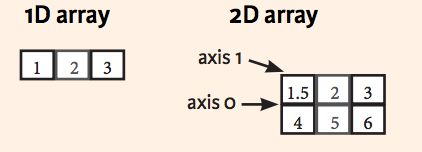 1D array
2D array
1 2 3
axis 1
axis 0
1.5 2 3
4 5 6